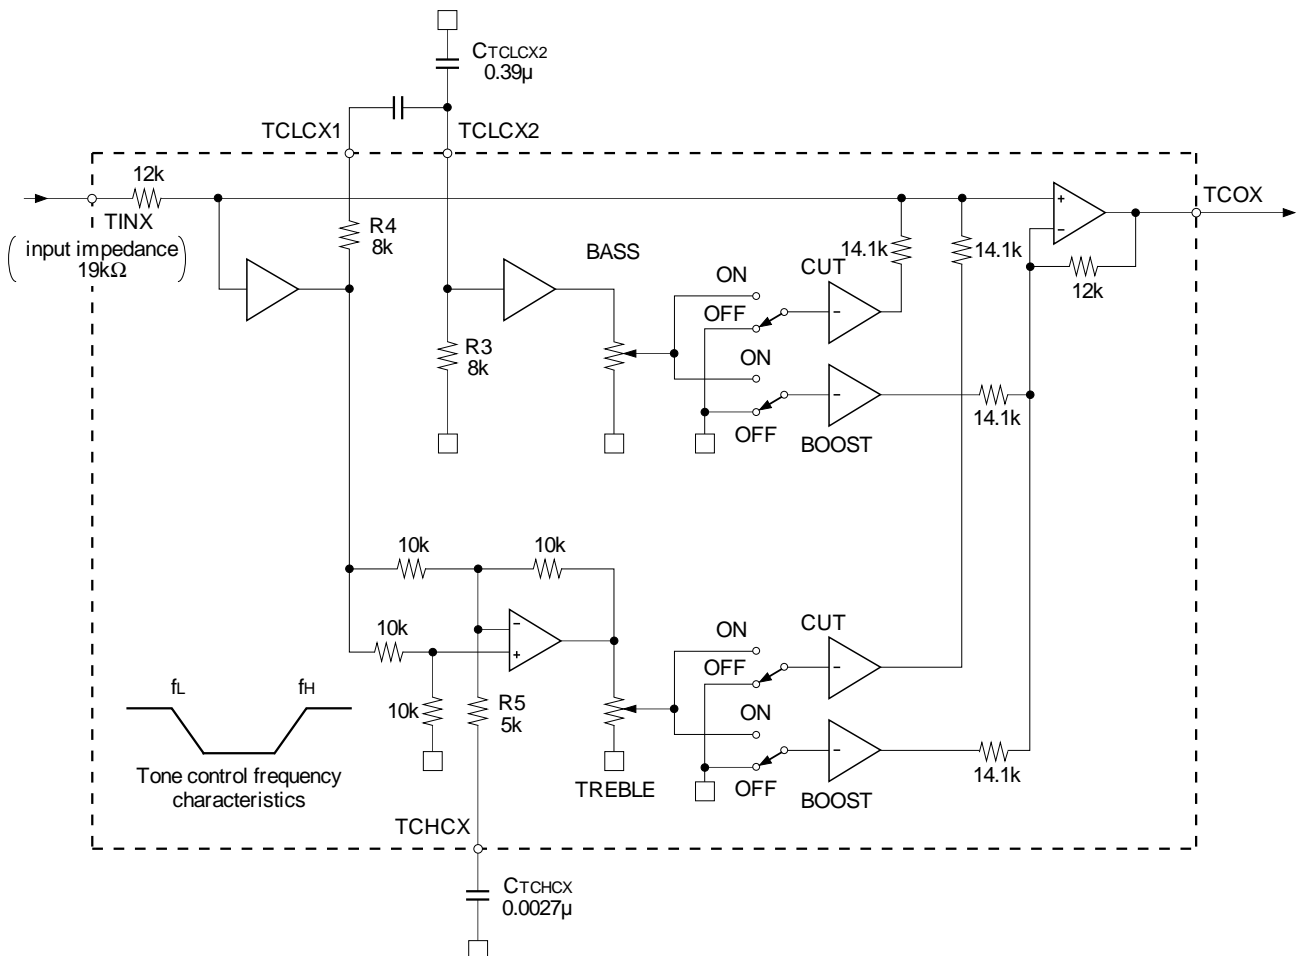 CTCLCX2
0.39µ
TCLCX1
TCLCX2
12k
TINX
( input impedance )
19kΩ
R4
8k
BASS
CUT
ON
OFF
14.1k
14.1k
+
−
TCOX
12k
−
R3
8k
ON
OFF
−
BOOST
14.1k
10k
10k
10k
−
+
10k
R5
5k
TREBLE
ON
OFF
CUT
−
ON
OFF
−
BOOST
14.1k
fL
fH
Tone control frequency
characteristics
TCHCX
CTCHCX
0.0027µ